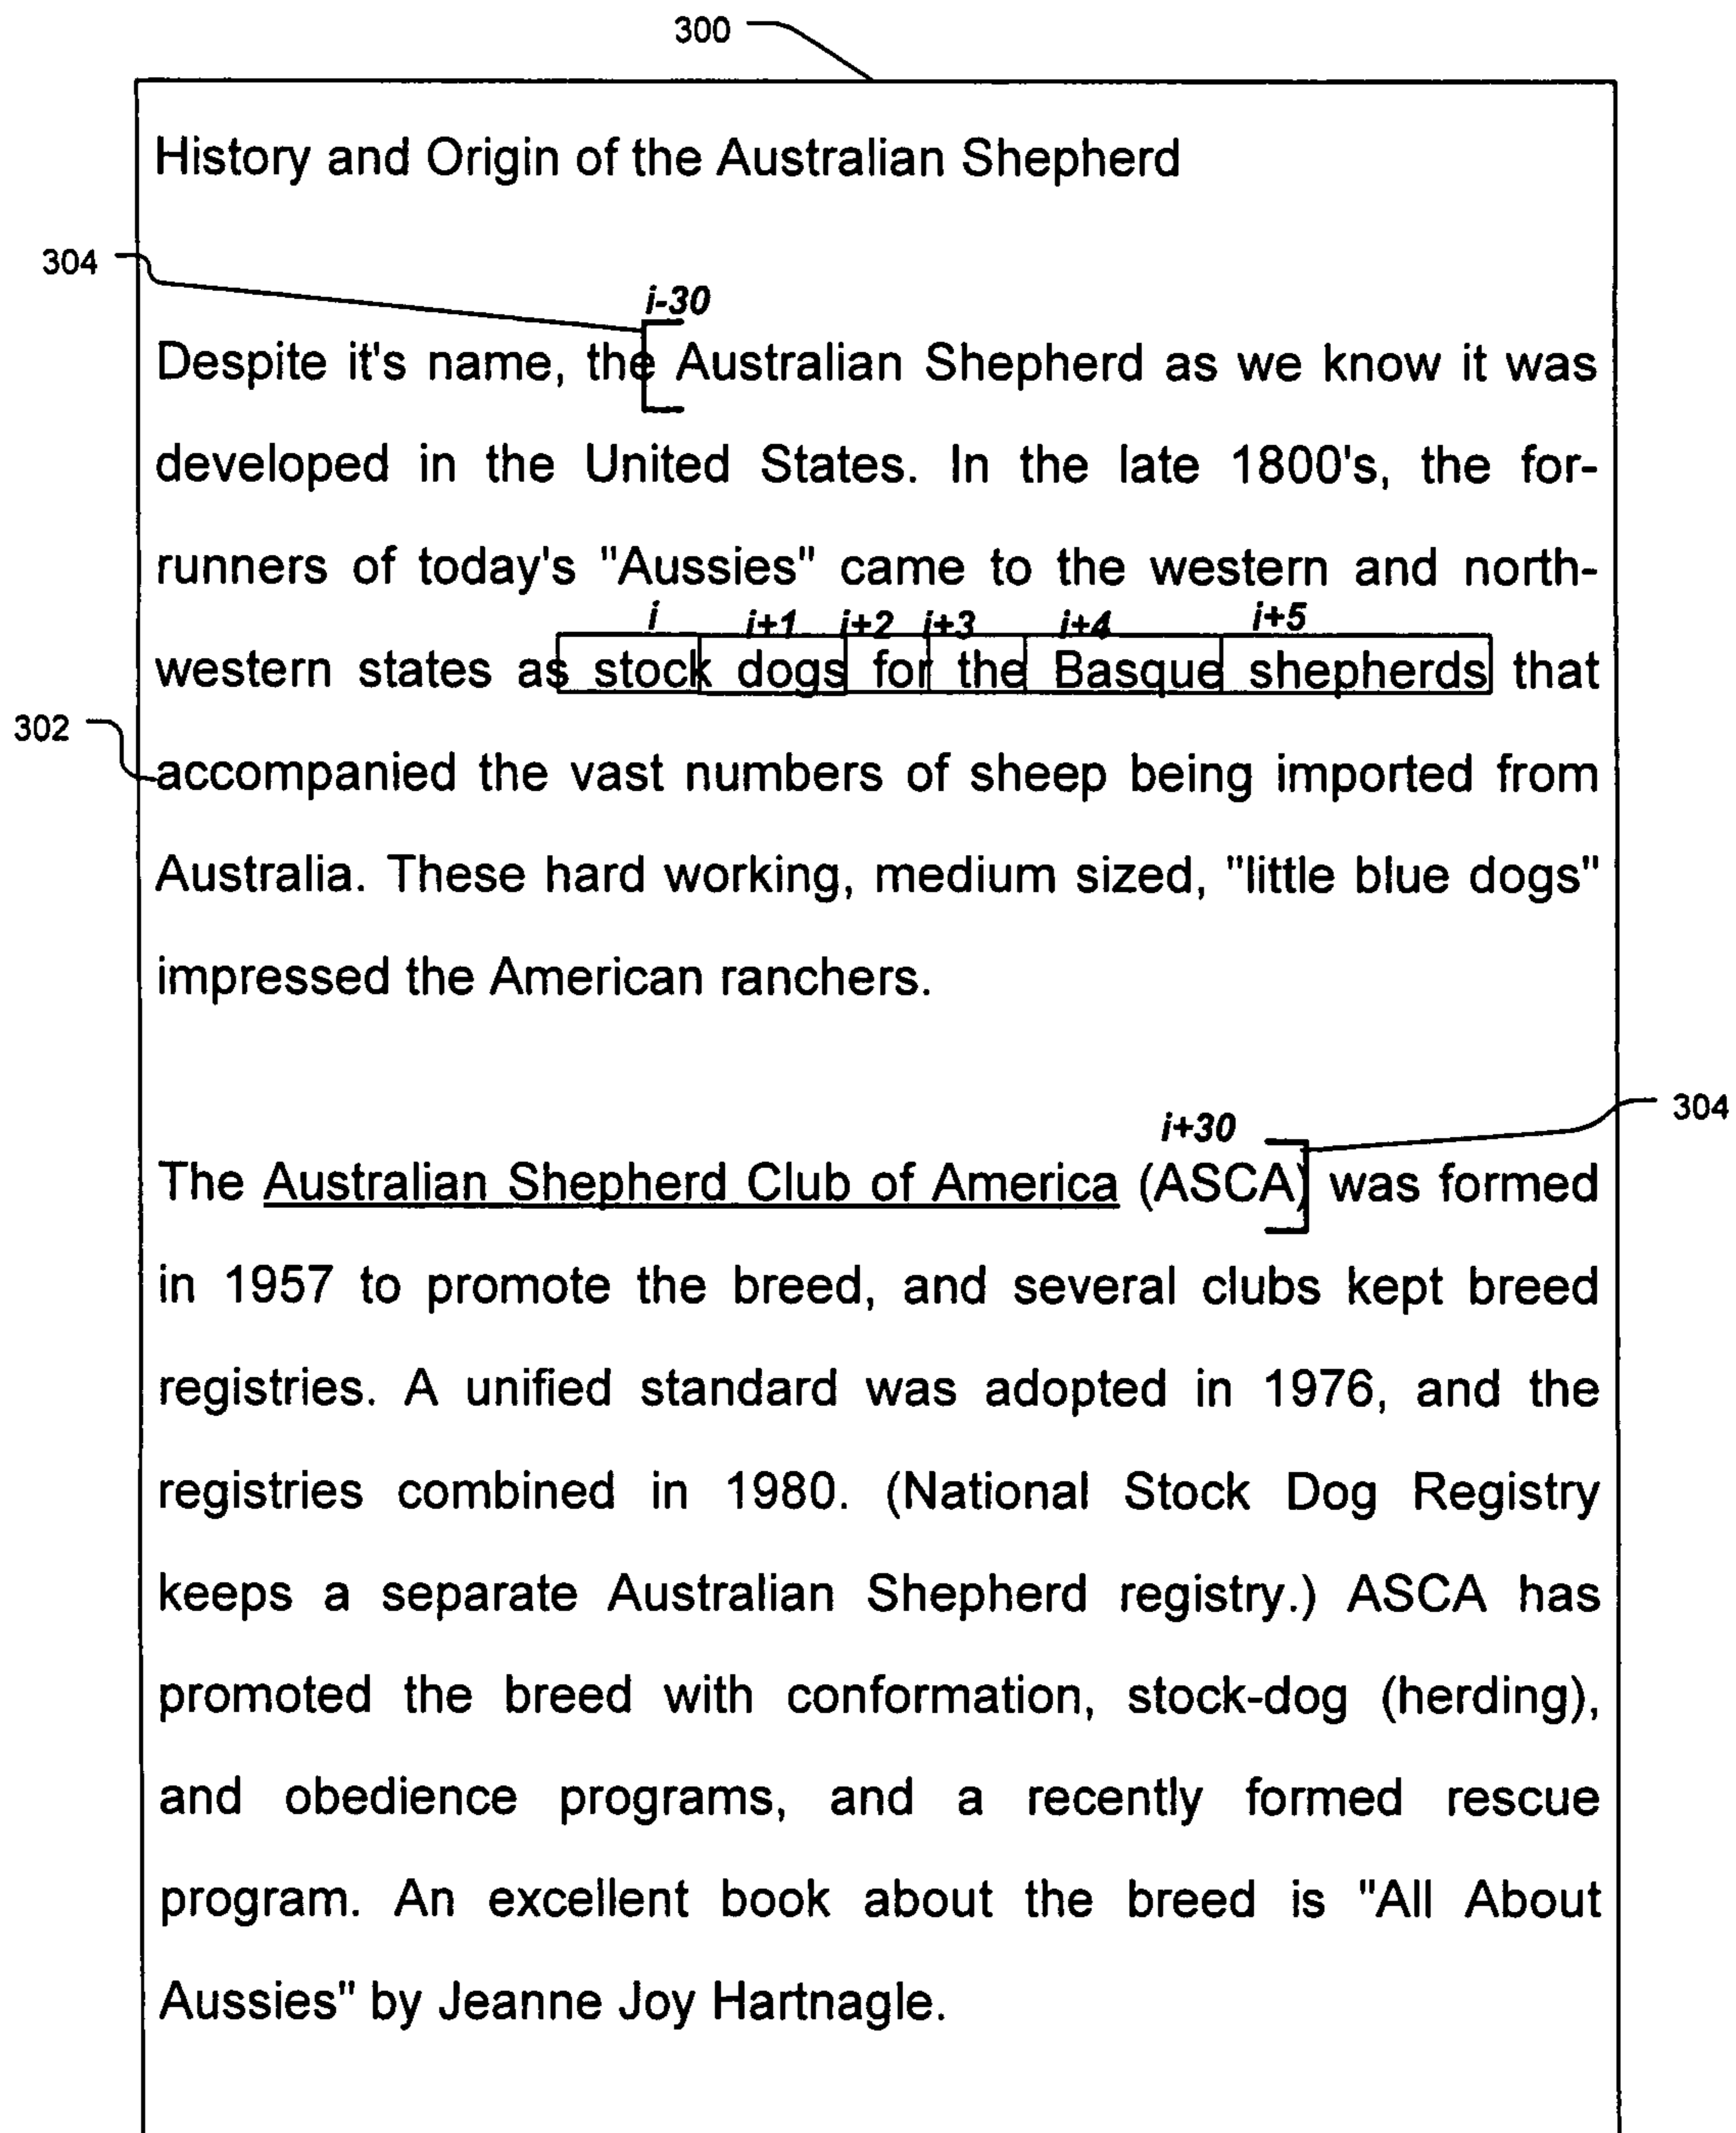 300
History and Origin of the Australian Shepherd
304
i-30
Despite it's name, the Australian Shepherd as we know it was
developed in the United States. In the late 1800's, the for-
runners of today's "Aussies" came to the western and north-
i i+1 i+2 i+3 i+4 i+5
western states as stock dogs for the Basque shepherds that
302
accompanied the vast numbers of sheep being imported from
Australia. These hard working, medium sized, "little blue dogs"
impressed the American ranchers.
i+30
304
The Australian Shepherd Club of America (ASCA) was formed
in 1957 to promote the breed, and several clubs kept breed
registries. A unified standard was adopted in 1976, and the
registries combined in 1980. (National Stock Dog Registry
keeps a separate Australian Shepherd registry.) ASCA has
promoted the breed with conformation, stock-dog (herding),
and obedience programs, and a recently formed rescue
program. An excellent book about the breed is "All About
Aussies" by Jeanne Joy Hartnagle.